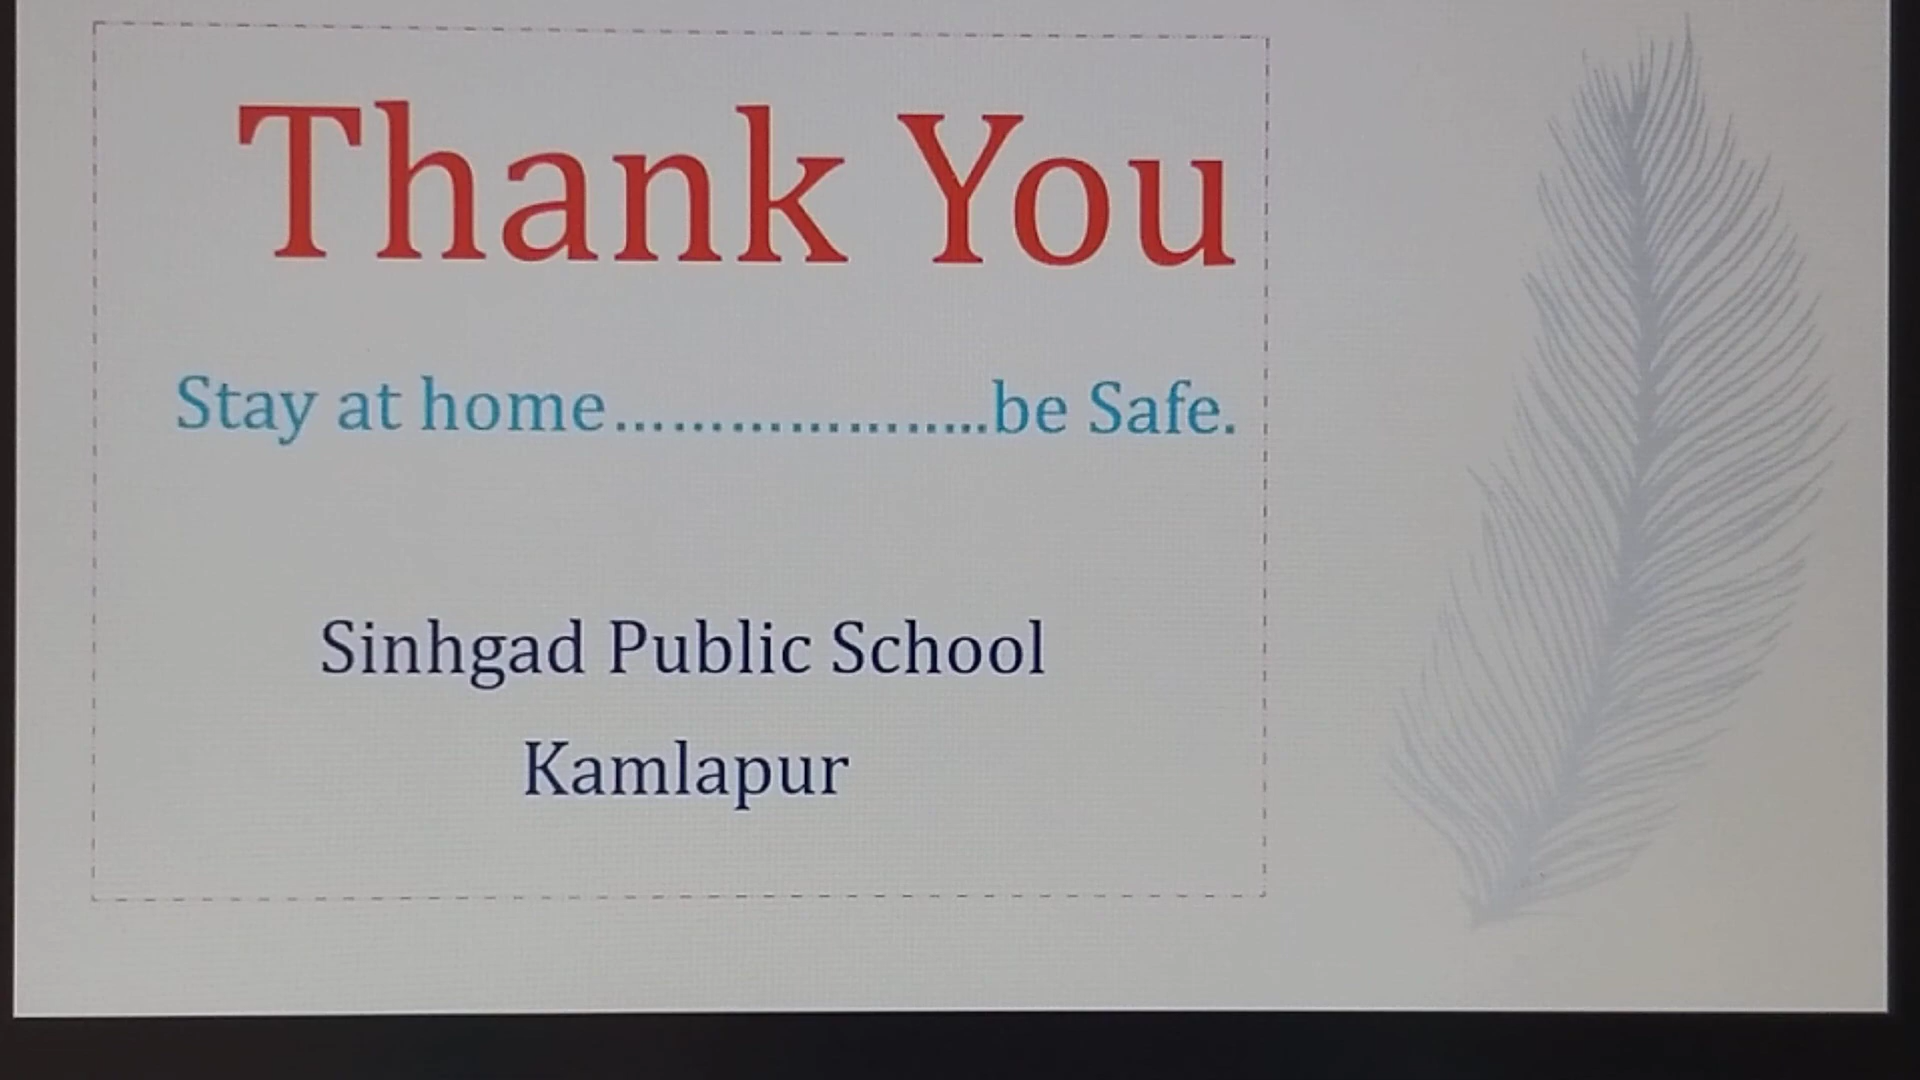 Thank You
Stay at home...................be Safe.
Sinhgad Public School
Kamlapur